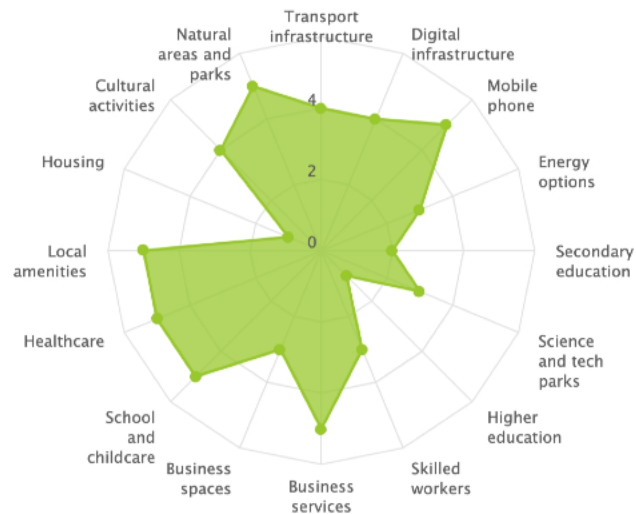 Transport
infrastructure
Digital
infrastructure
Mobile
phone
Energy
options
Secondary
education
Science
and tech
parks
Higher
education
Skilled
workers
Business
services
Business
spaces
School
and
childcare
Healthcare
Local
amenities
Housing
Cultural
activities
Natural
areas and
parks
4
2
0